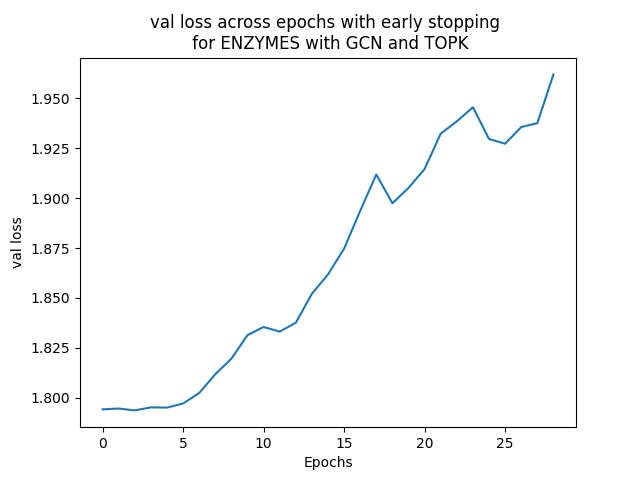 val loss across epochs with early stopping
for ENZYMES with GCN and TOPK
1.950
1.925
1.900
1.875
1.850
1.825
1.800
val loss
0 5 10 15 20 25
Epochs